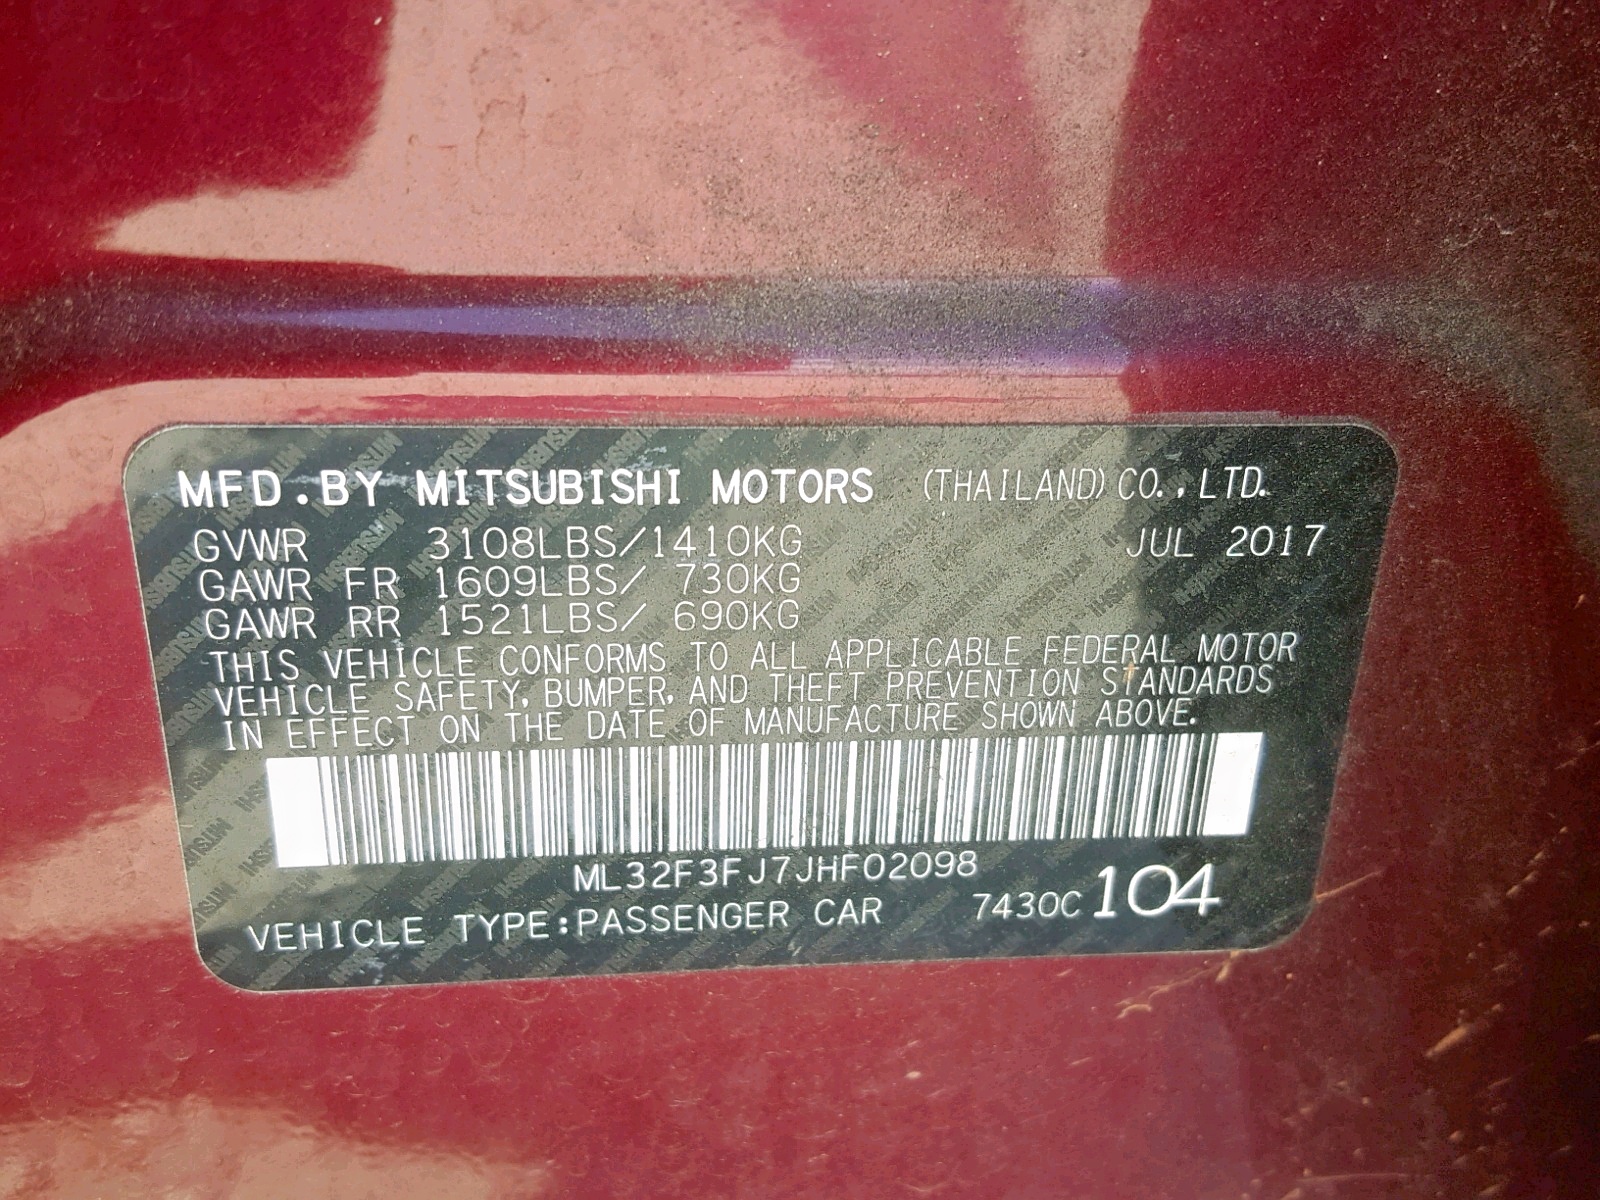 MFD.BY MITSUBISHI MOTORS (THAILAND) CO., LTD.
GVWR 3108LBS/1410KG JUL 2017
GAWR FR 1609LBS/ 730KG
GAWR RR 1521LBS/ 690KG
THIS VEHICLE CONFORMS TO ALL APPLICABLE FEDERAL MOTOR
VEHICLE SAFETY, BUMPER, AND THEFT PREVENTION STANDARDS
IN EFFECT ON THE DATE OF MANUFACTURE SHOWN ABOVE.
ML32F3FJ7JHF02098
VEHICLE TYPE:PASSENGER CAR 7430C 104